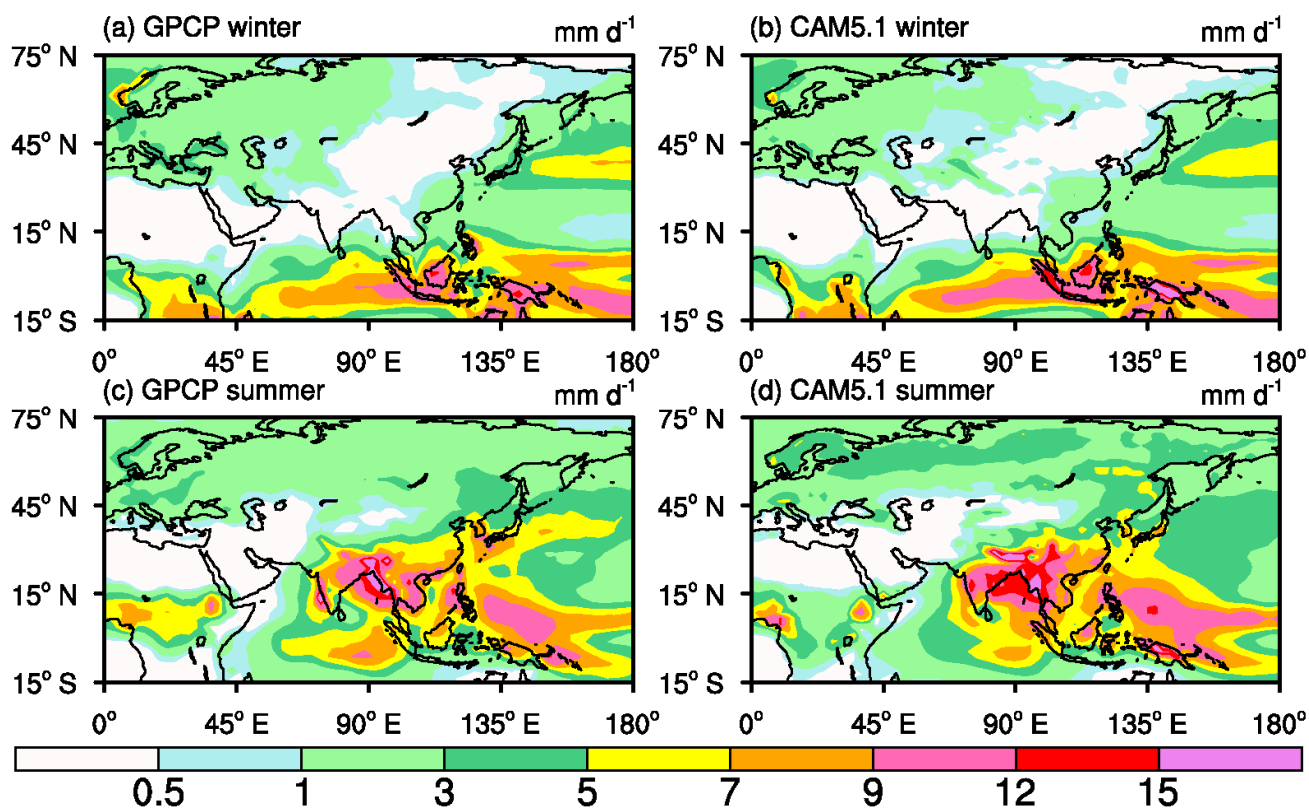 (a) GPCP winter mm d⁻¹ (b) CAM5.1 winter mm d⁻¹
75° N 75° N
45° N 45° N
15° N 15° N
15° S 15° S
0° 45° E 90° E 135° E 180° 0° 45° E 90° E 135° E 180°
(c) GPCP summer mm d⁻¹ (d) CAM5.1 summer mm d⁻¹
75° N 75° N
45° N 45° N
15° N 15° N
15° S 15° S
0° 45° E 90° E 135° E 180° 0° 45° E 90° E 135° E 180°
0.5 1 3 5 7 9 12 15